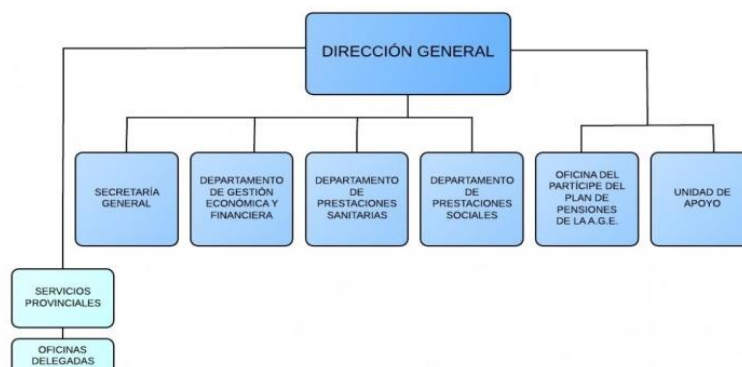 DIRECCIÓN GENERAL
SECRETARÍA
GENERAL
DEPARTAMENTO
DE GESTIÓN
ECONÓMICA Y
FINANCIERA
DEPARTAMENTO
DE
PRESTACIONES
SANITARIAS
DEPARTAMENTO
DE
PRESTACIONES
SOCIALES
OFICINA DEL
PARTÍCIPE DEL
PLAN DE
PENSIONES
DE LA A.G.E.
UNIDAD DE
APOYO
SERVICIOS
PROVINCIALES
OFICINAS
DELEGADAS